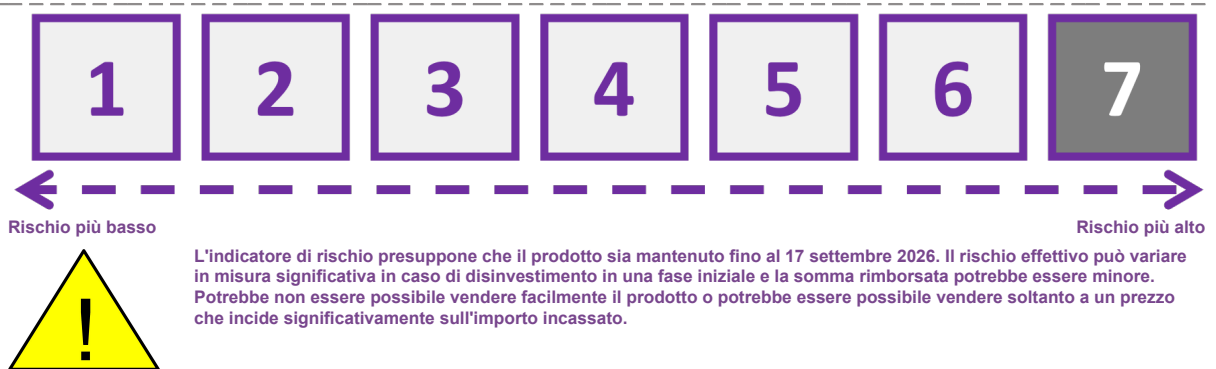 1 2 3 4 5 6 7
Rischio più basso Rischio più alto
!
L'indicatore di rischio presuppone che il prodotto sia mantenuto fino al 17 settembre 2026. Il rischio effettivo può variare
in misura significativa in caso di disinvestimento in una fase iniziale e la somma rimborsata potrebbe essere minore.
Potrebbe non essere possibile vendere facilmente il prodotto o potrebbe essere possibile vendere soltanto a un prezzo
che incide significativamente sull'importo incassato.